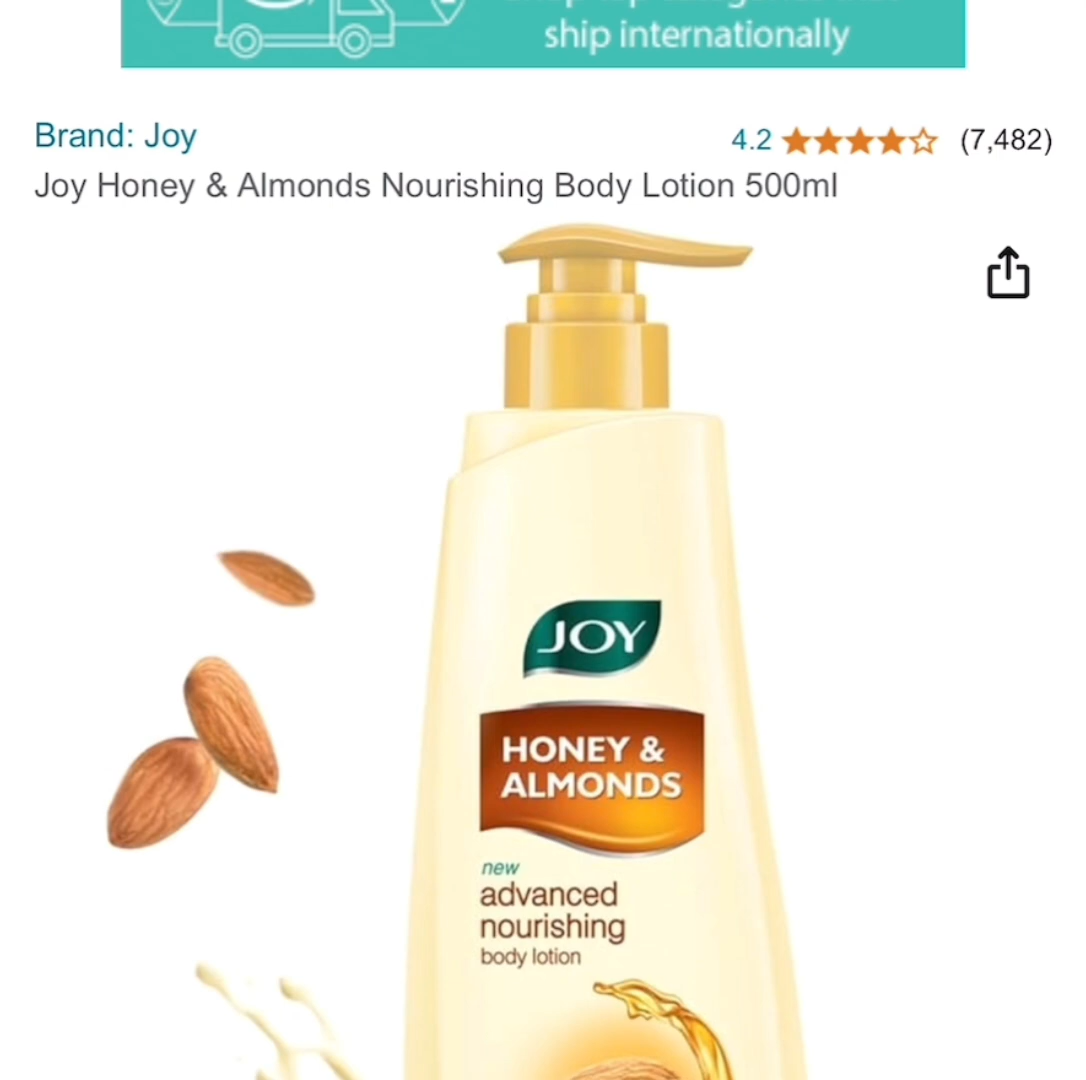 ship internationally
Brand: Joy
4.2
(7,482)
Joy Honey & Almonds Nourishing Body Lotion 500ml
JOY
HONEY &
ALMONDS
new
advanced
nourishing
body lotion